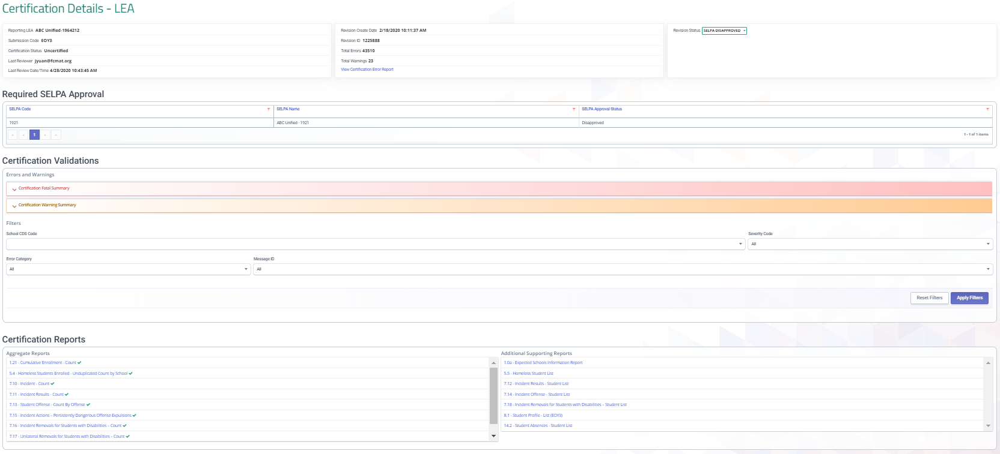 Certification Details - LEA
Reporting LEA ABC Unified-1964212
Submission Code EOY3
Certification Status Uncertified
Last Reviewer jyuan@fcmat.org
Last Review Date/Time 4/28/2020 10:43:45 AM
Revision Create Date 2/18/2020 10:11:37 AM
Revision ID 1225888
Total Errors 43510
Total Warnings 23
View Certification Error Report
Revision Status SELPA DISAPPROVED
Required SELPA Approval
SELPA Code SELPA Name SELPA Approval Status
1921 ABC Unified - 1921 Disapproved
1 1 - 1 of 1 items
Certification Validations
Errors and Warnings
Certification Fatal Summary
Certification Warning Summary
Filters
School CDS Code Severity Code
All
Error Category Message ID
All All
Reset Filters Apply Filters
Certification Reports
Aggregate Reports
1.21 - Cumulative Enrollment - Count
5.4 - Homeless Students Enrolled - Unduplicated Count by School
7.10 - Incident - Count
7.11 - Incident Results - Count
7.13 - Student Offense - Count By Offense
7.15 - Incident Actions – Persistently Dangerous Offense Expulsions
7.16 - Incident Removals for Students with Disabilities – Count
7.17 - Unilateral Removals for Students with Disabilities – Count
Additional Supporting Reports
1.0a - Expected Schools Information Report
5.5 - Homeless Student List
7.12 - Incident Results - Student List
7.14 - Incident Offense - Student List
7.18 - Incident Removals for Students with Disabilities – Student List
8.1 - Student Profile - List (EOY3)
14.2 - Student Absences - Student List